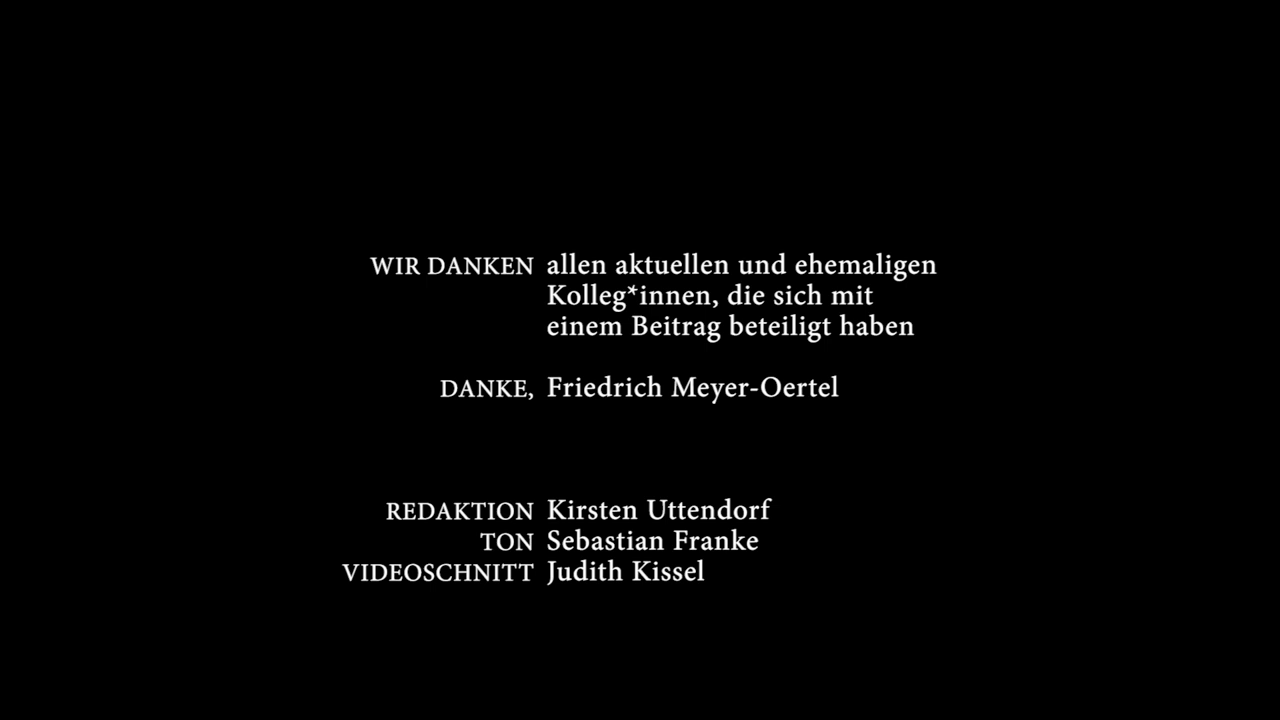 WIR DANKEN allen aktuellen und ehemaligen
Kolleg*innen, die sich mit
einem Beitrag beteiligt haben
DANKE, Friedrich Meyer-Oertel
REDAKTION Kirsten Uttendorf
TON Sebastian Franke
VIDEOSCHNITT Judith Kissel